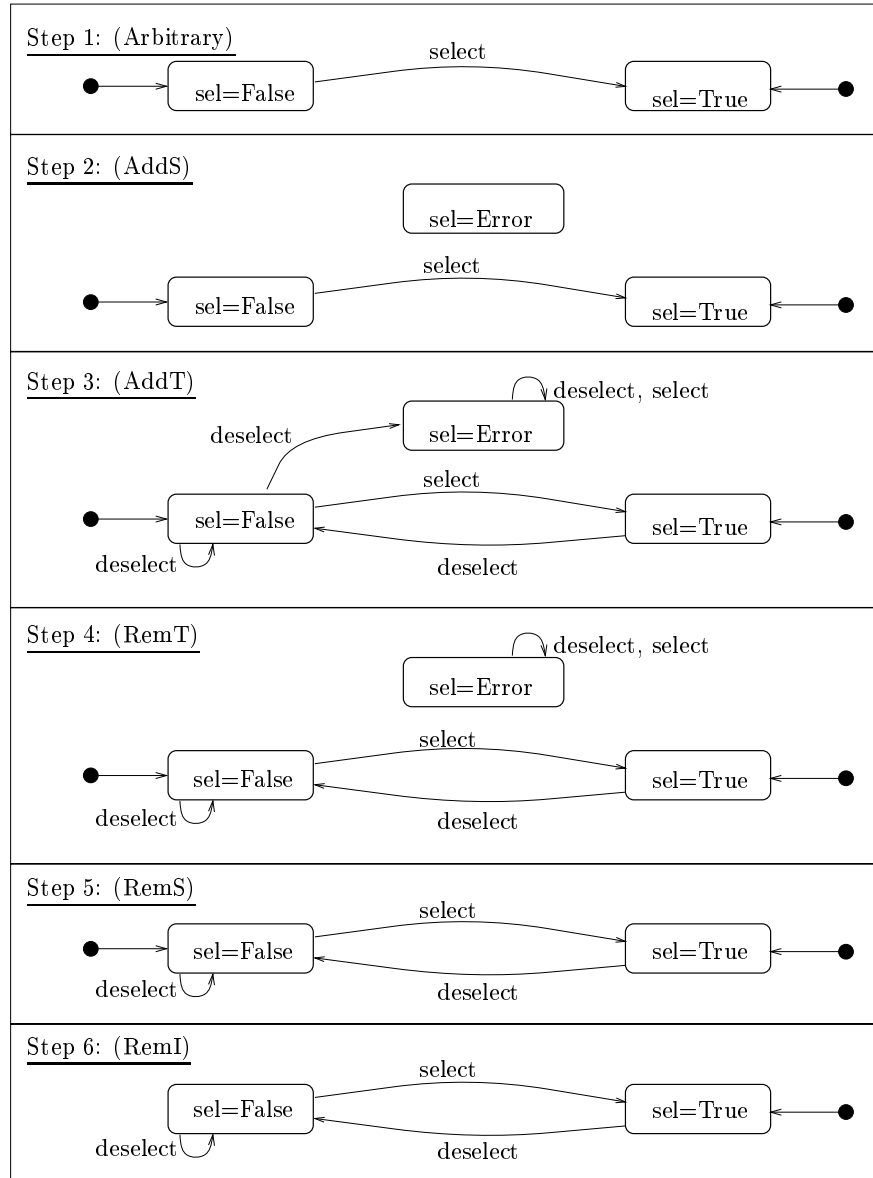 Step 1: (Arbitrary)
select
sel=False
sel=True
Step 2: (AddS)
sel=Error
select
sel=False
sel=True
Step 3: (AddT)
deselect, select
deselect
sel=Error
select
sel=False
sel=True
deselect
deselect
Step 4: (RemT)
deselect, select
sel=Error
select
sel=False
sel=True
deselect
deselect
Step 5: (RemS)
select
sel=False
sel=True
deselect
deselect
Step 6: (RemI)
select
sel=False
sel=True
deselect
deselect